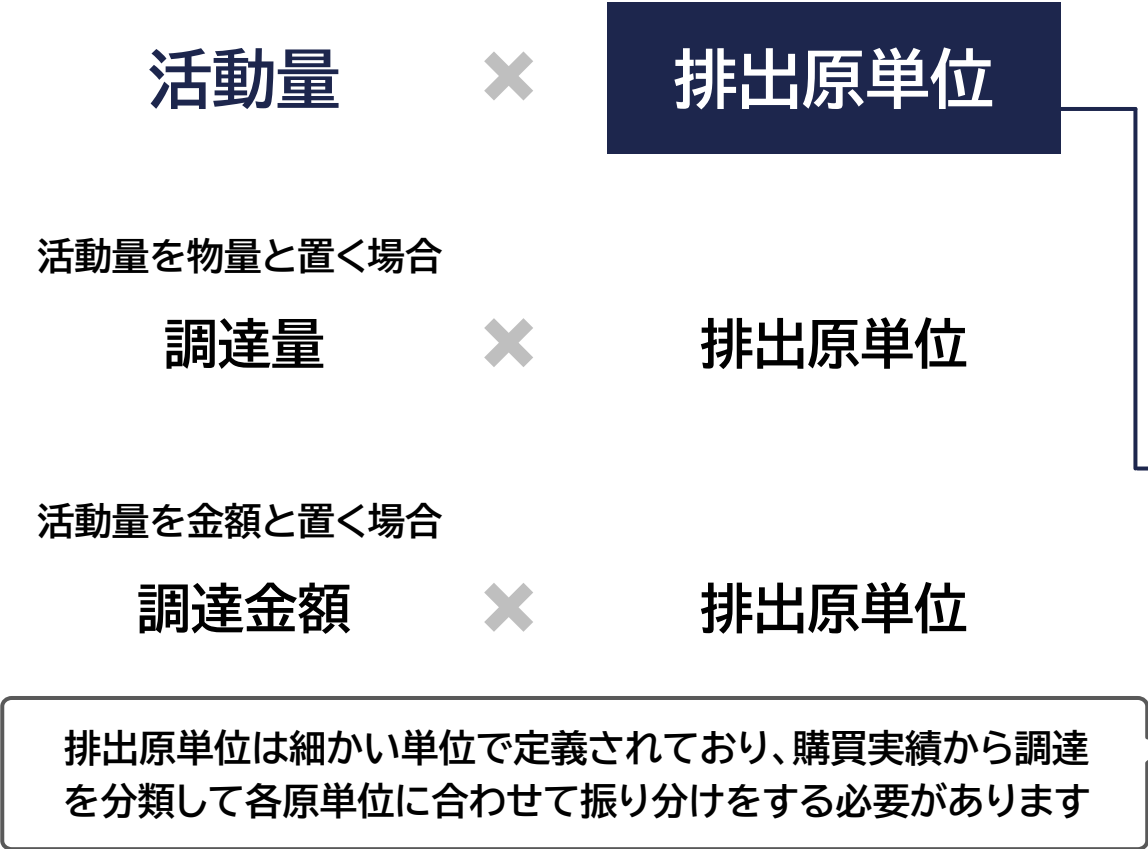 活動量 × 排出原単位
活動量を物量と置く場合
調達量 × 排出原単位
活動量を金額と置く場合
調達金額 × 排出原単位
排出原単位は細かい単位で定義されており、購買実績から調達
を分類して各原単位に合わせて振り分けをする必要があります